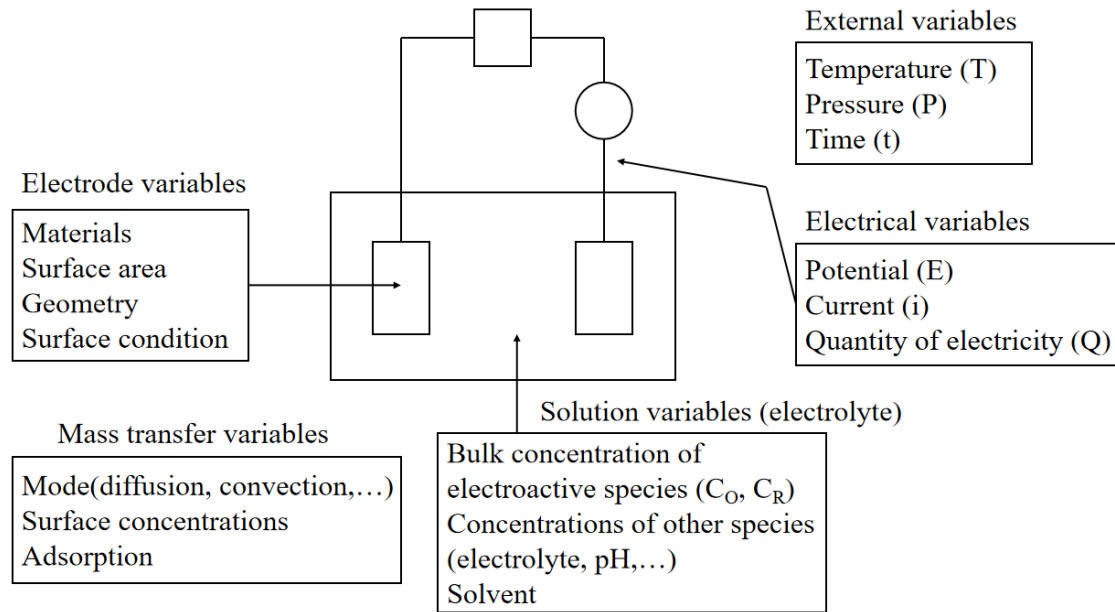 External variables
Temperature (T)
Pressure (P)
Time (t)
Electrode variables
Materials
Surface area
Geometry
Surface condition
Electrical variables
Potential (E)
Current (i)
Quantity of electricity (Q)
Mass transfer variables
Mode(diffusion, convection,…)
Surface concentrations
Adsorption
Solution variables (electrolyte)
Bulk concentration of
electroactive species (C_O, C_R)
Concentrations of other species
(electrolyte, pH,…)
Solvent